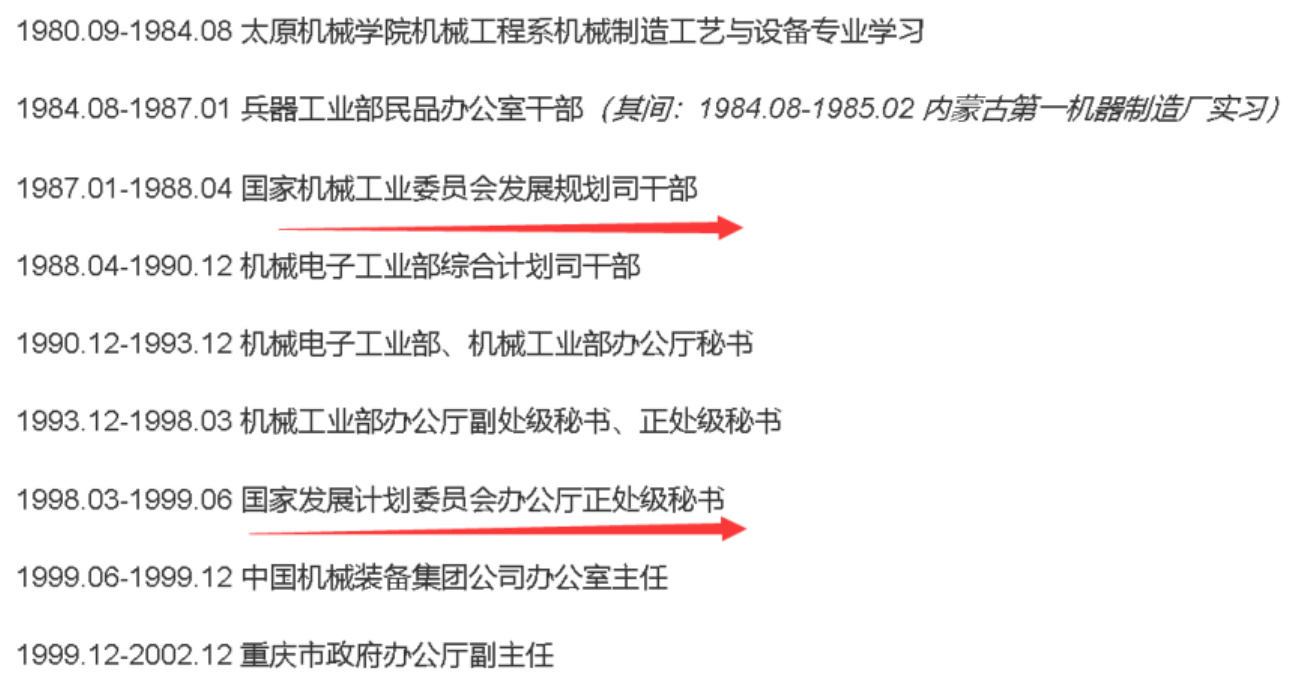 1980.09-1984.08 太原机械学院机械工程系机械制造工艺与设备专业学习
1984.08-1987.01 兵器工业部民品办公室干部（其间：1984.08-1985.02 内蒙古第一机器制造厂实习）
1987.01-1988.04 国家机械工业委员会发展规划司干部
1988.04-1990.12 机械电子工业部综合计划司干部
1990.12-1993.12 机械电子工业部、机械工业部办公厅秘书
1993.12-1998.03 机械工业部办公厅副处级秘书、正处级秘书
1998.03-1999.06 国家发展计划委员会办公厅正处级秘书
1999.06-1999.12 中国机械装备集团公司办公室主任
1999.12-2002.12 重庆市政府办公厅副主任